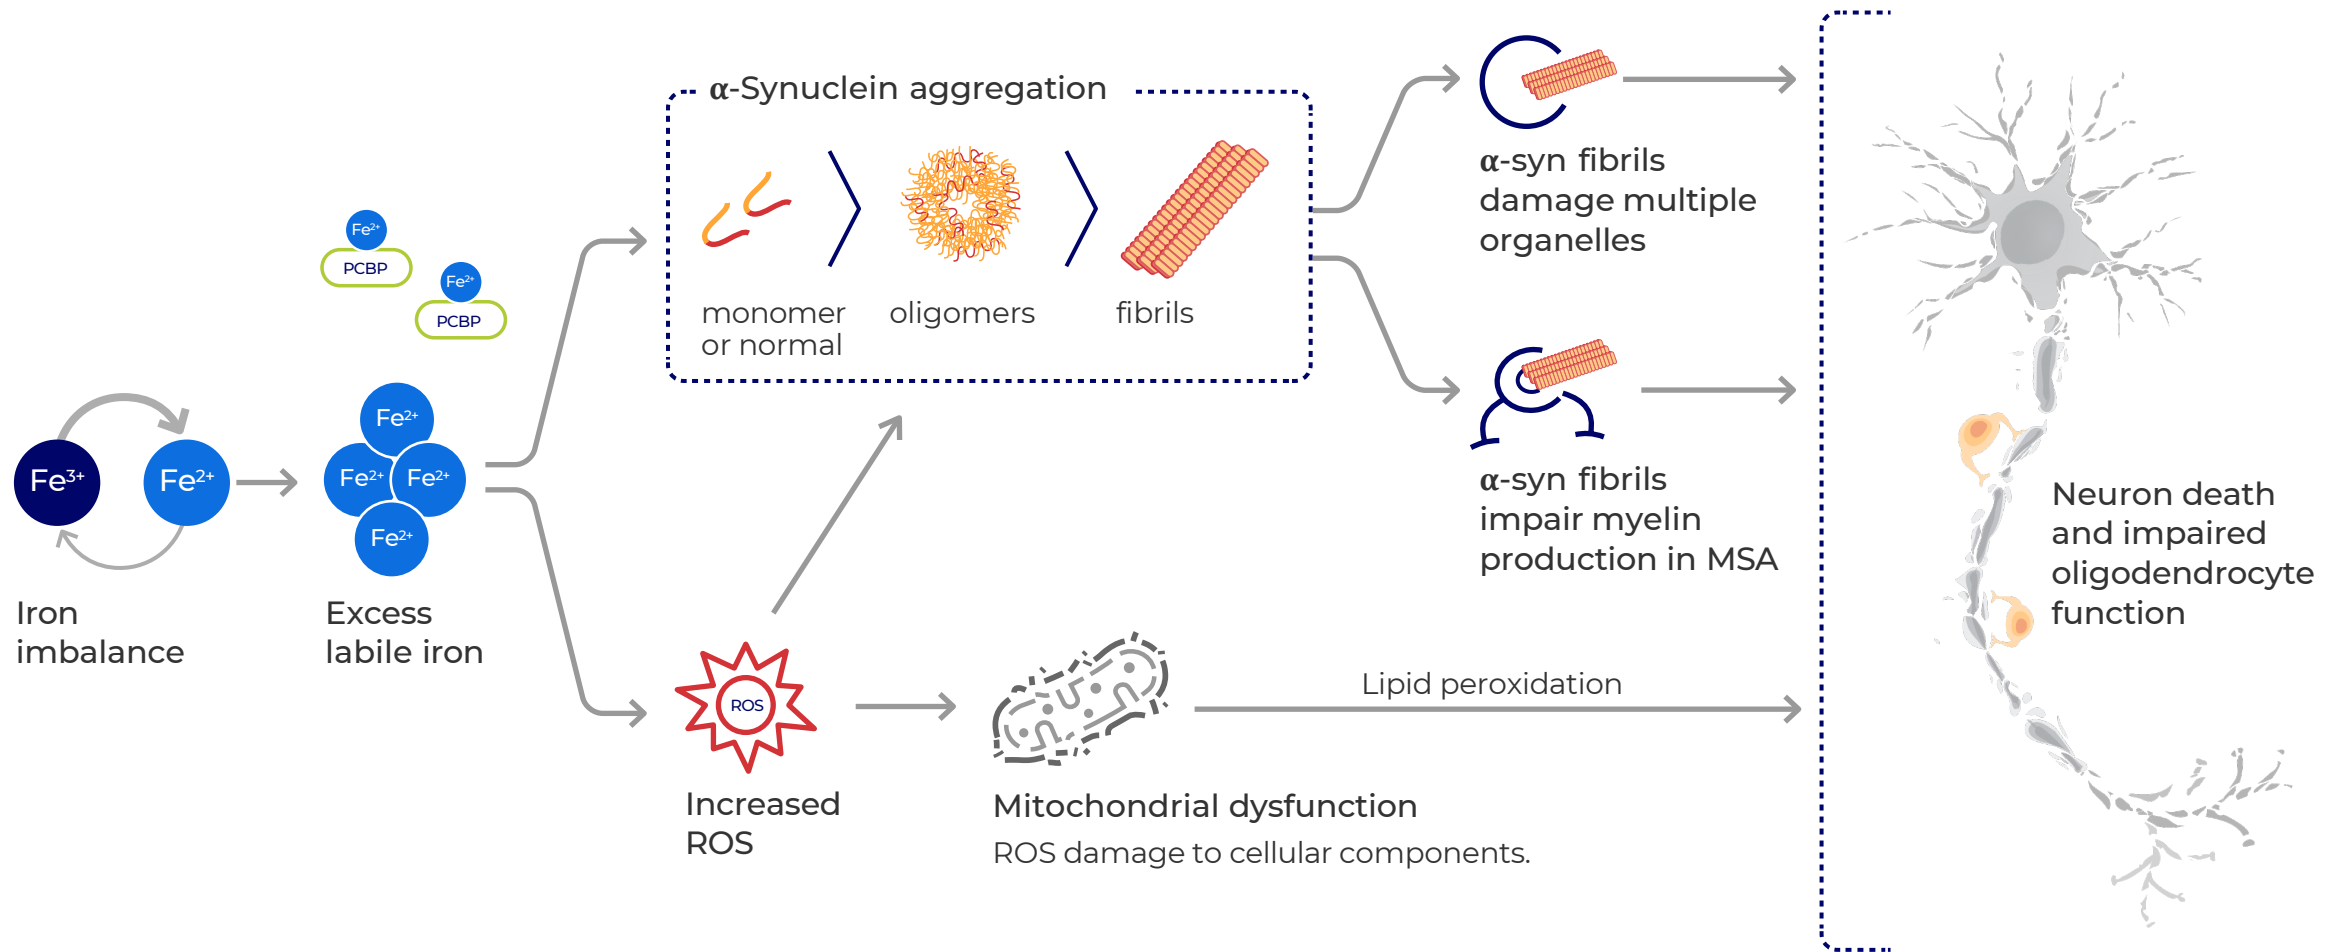 Fe3+
Fe2+
Iron
imbalance
Fe2+
PCBP
Fe2+
PCBP
Fe2+
Fe2+
Fe2+
Fe2+
Excess
labile iron
α-Synuclein aggregation
monomer
or normal
oligomers
fibrils
ROS
Increased
ROS
Mitochondrial dysfunction
ROS damage to cellular components.
Lipid peroxidation
α-syn fibrils
damage multiple
organelles
α-syn fibrils
impair myelin
production in MSA
Neuron death
and impaired
oligodendrocyte
function